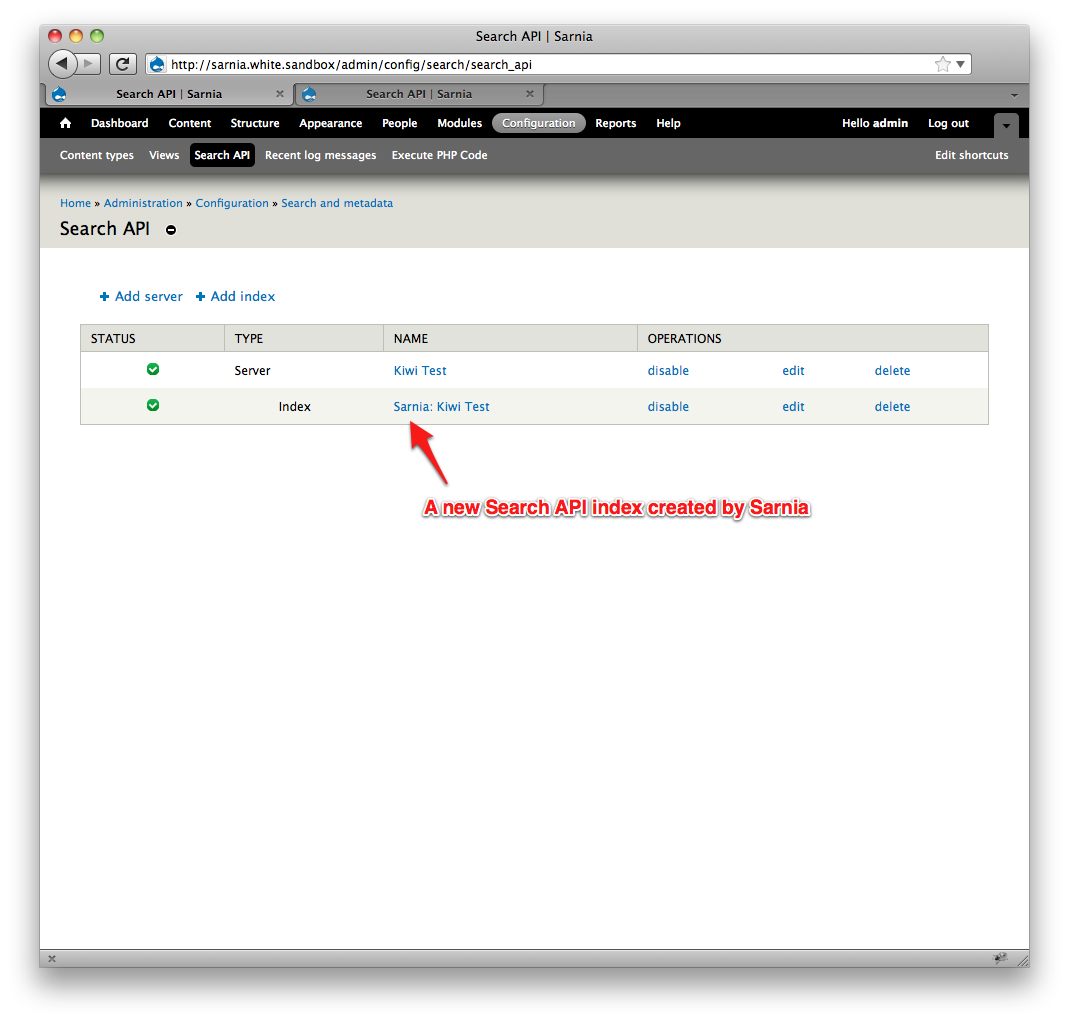 Search API | Sarnia
http://sarnia.white.sandbox/admin/config/search/search_api
Search API | Sarnia Search API | Sarnia
Dashboard Content Structure Appearance People Modules Configuration Reports Help Hello admin Log out
Content types Views Search API Recent log messages Execute PHP Code Edit shortcuts
Home » Administration » Configuration » Search and metadata
Search API
+ Add server + Add index
STATUS TYPE NAME OPERATIONS
Server Kiwi Test disable edit delete
Index Sarnia: Kiwi Test disable edit delete
A new Search API index created by Sarnia